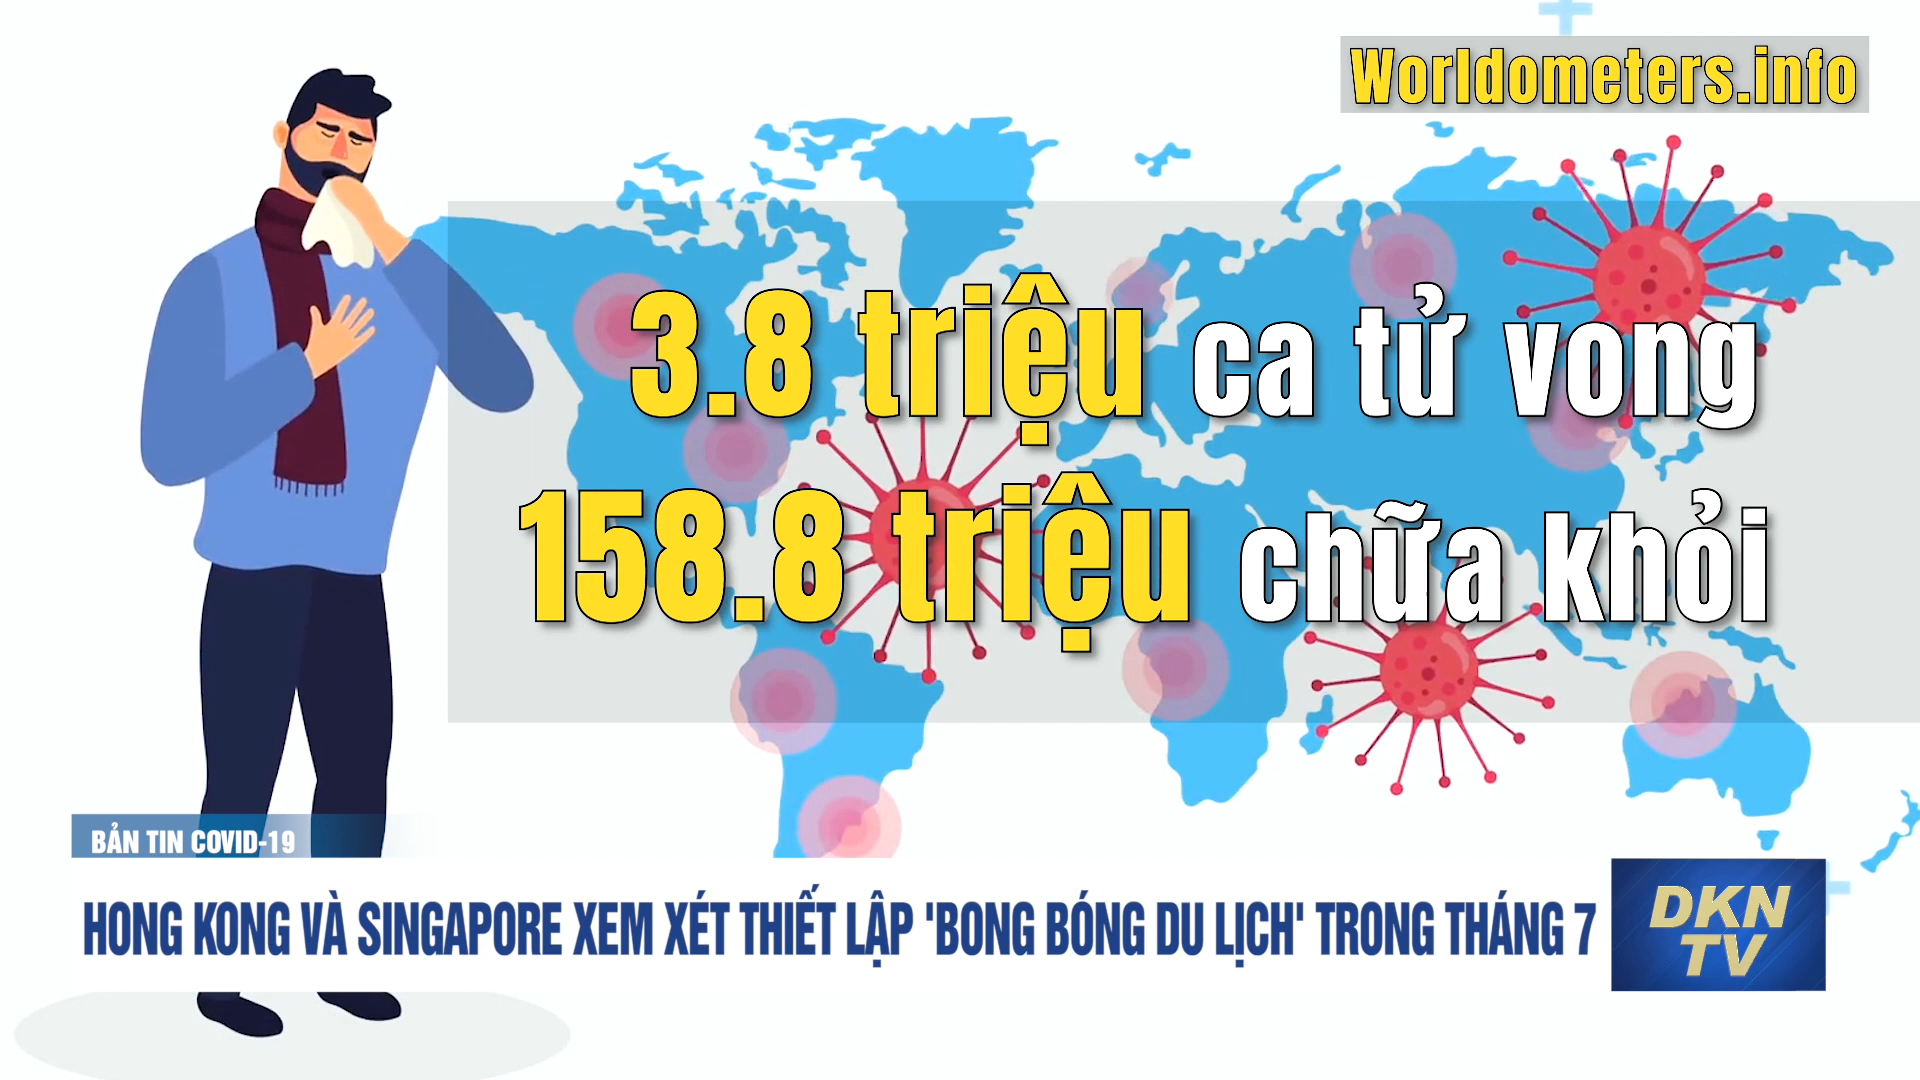 Worldometers.info
3.8 triệu ca tử vong
158.8 triệu chữa khỏi
BẢN TIN COVID-19
HONG KONG VÀ SINGAPORE XEM XÉT THIẾT LẬP 'BONG BÓNG DU LỊCH' TRONG THÁNG 7
DKN
TV